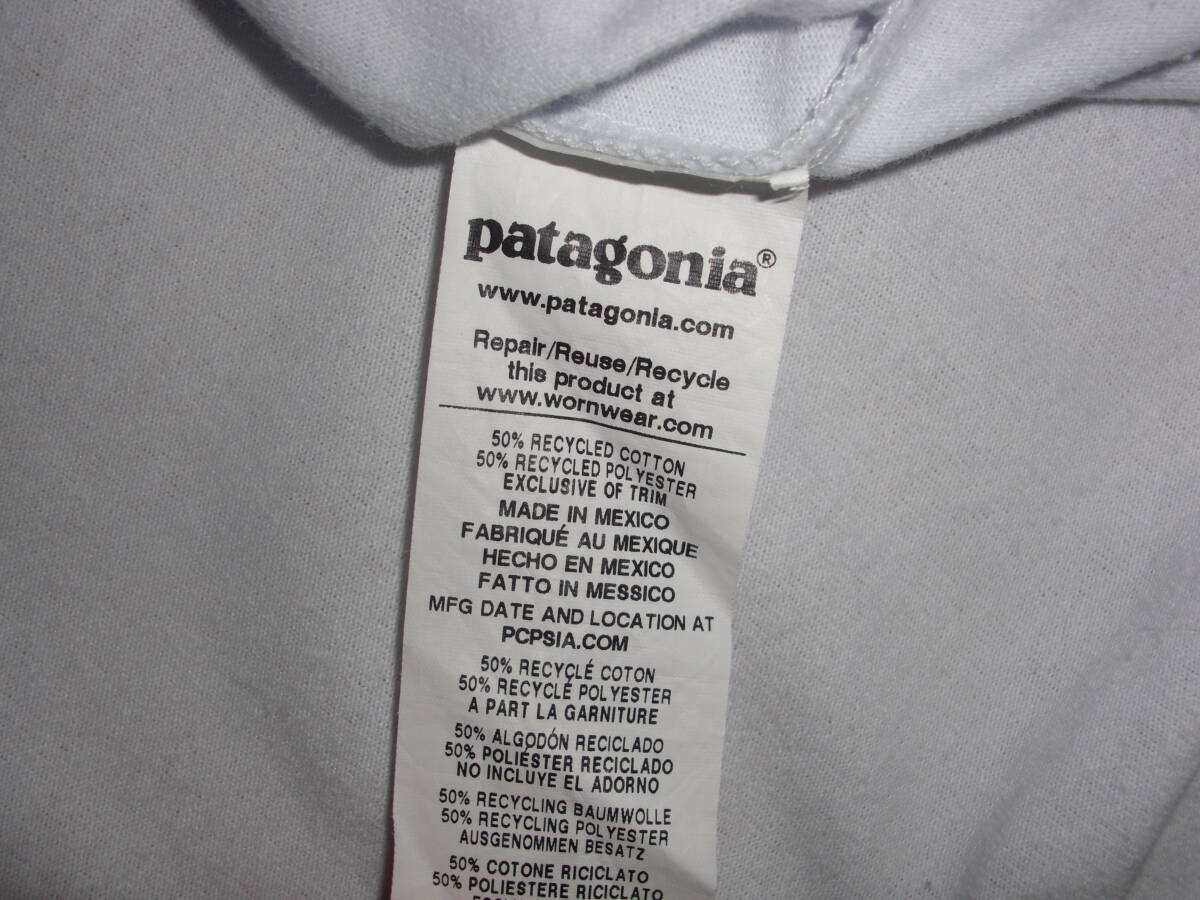 patagonia®
www.patagonia.com
Repair/Reuse/Recycle
this product at
www.wornwear.com
50% RECYCLED COTTON
50% RECYCLED POLYESTER
EXCLUSIVE OF TRIM
MADE IN MEXICO
FABRIQUÉ AU MEXIQUE
HECHO EN MEXICO
FATTO IN MESSICO
MFG DATE AND LOCATION AT
PCPSIA.COM
50% RECYCLÉ COTON
50% RECYCLÉ POLYESTER
A PART LA GARNITURE
50% ALGODÓN RECICLADO
50% POLIÉSTER RECICLADO
NO INCLUYE EL ADORNO
50% RECYCLING BAUMWOLLE
50% RECYCLING POLYESTER
AUSGENOMMEN BESATZ
50% COTONE RICICLATO
50% POLIESTERE RICICLATO